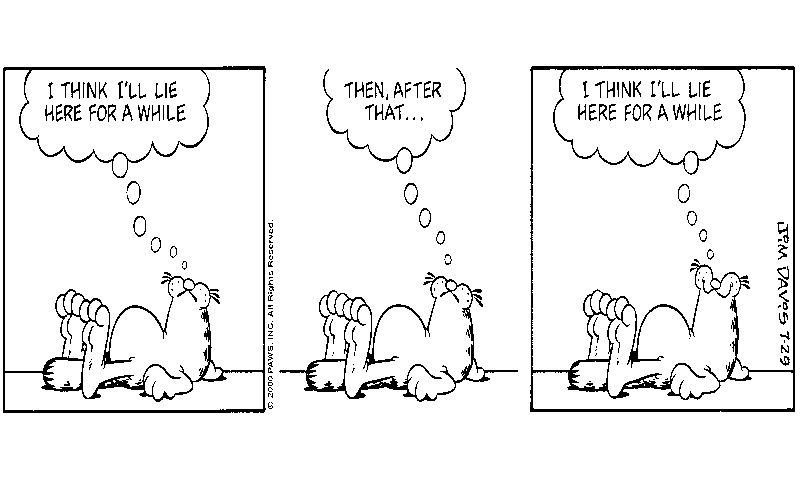 I THINK I'LL LIE
HERE FOR A WHILE
© 2000 PAWS, INC. All Rights Reserved.
THEN, AFTER
THAT...
I THINK I'LL LIE
HERE FOR A WHILE
JIM DAVIS 7-29